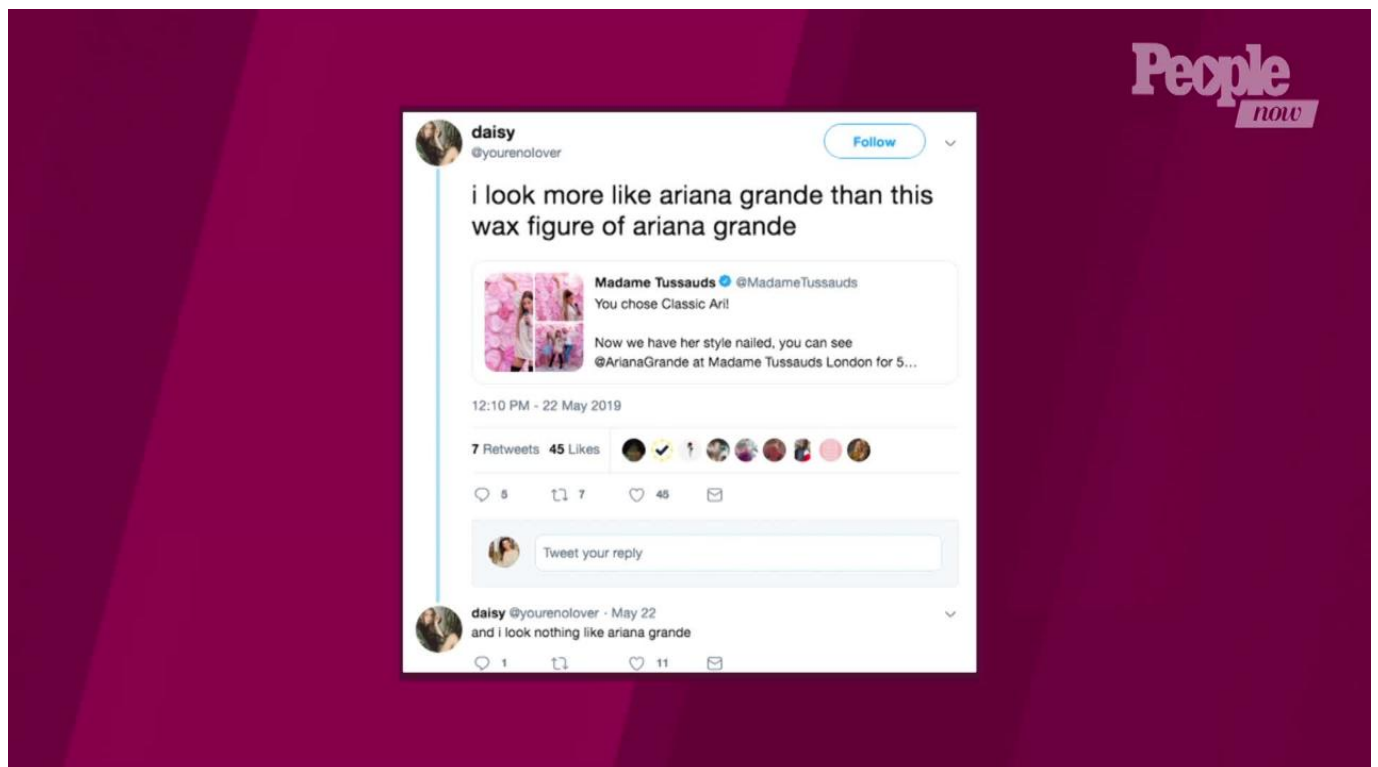 People
now
daisy
@yourenolover
Follow
i look more like ariana grande than this
wax figure of ariana grande
Madame Tussauds @MadameTussauds
You chose Classic Ari!
Now we have her style nailed, you can see
@ArianaGrande at Madame Tussauds London for 5...
12:10 PM - 22 May 2019
7 Retweets 45 Likes
5 7 45
Tweet your reply
daisy @yourenolover · May 22
and i look nothing like ariana grande
1 11